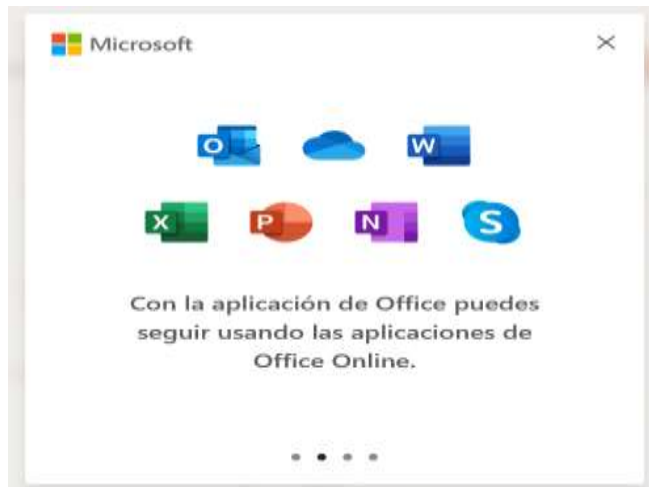 Microsoft
O W
X P N S
Con la aplicación de Office puedes
seguir usando las aplicaciones de
Office Online.